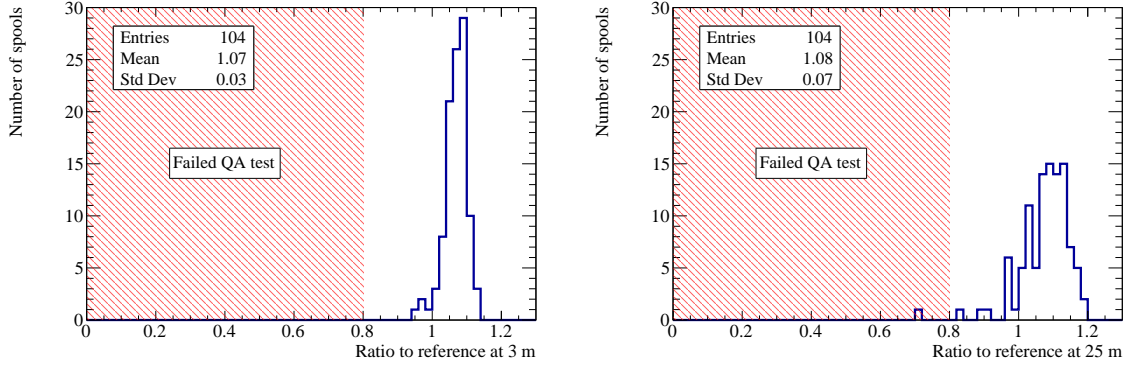 Number of spools
30
25
20
15
10
5
0
Entries 104
Mean 1.07
Std Dev 0.03
Failed QA test
0 0.2 0.4 0.6 0.8 1 1.2
Ratio to reference at 3 m
Number of spools
30
25
20
15
10
5
0
Entries 104
Mean 1.08
Std Dev 0.07
Failed QA test
0 0.2 0.4 0.6 0.8 1 1.2
Ratio to reference at 25 m